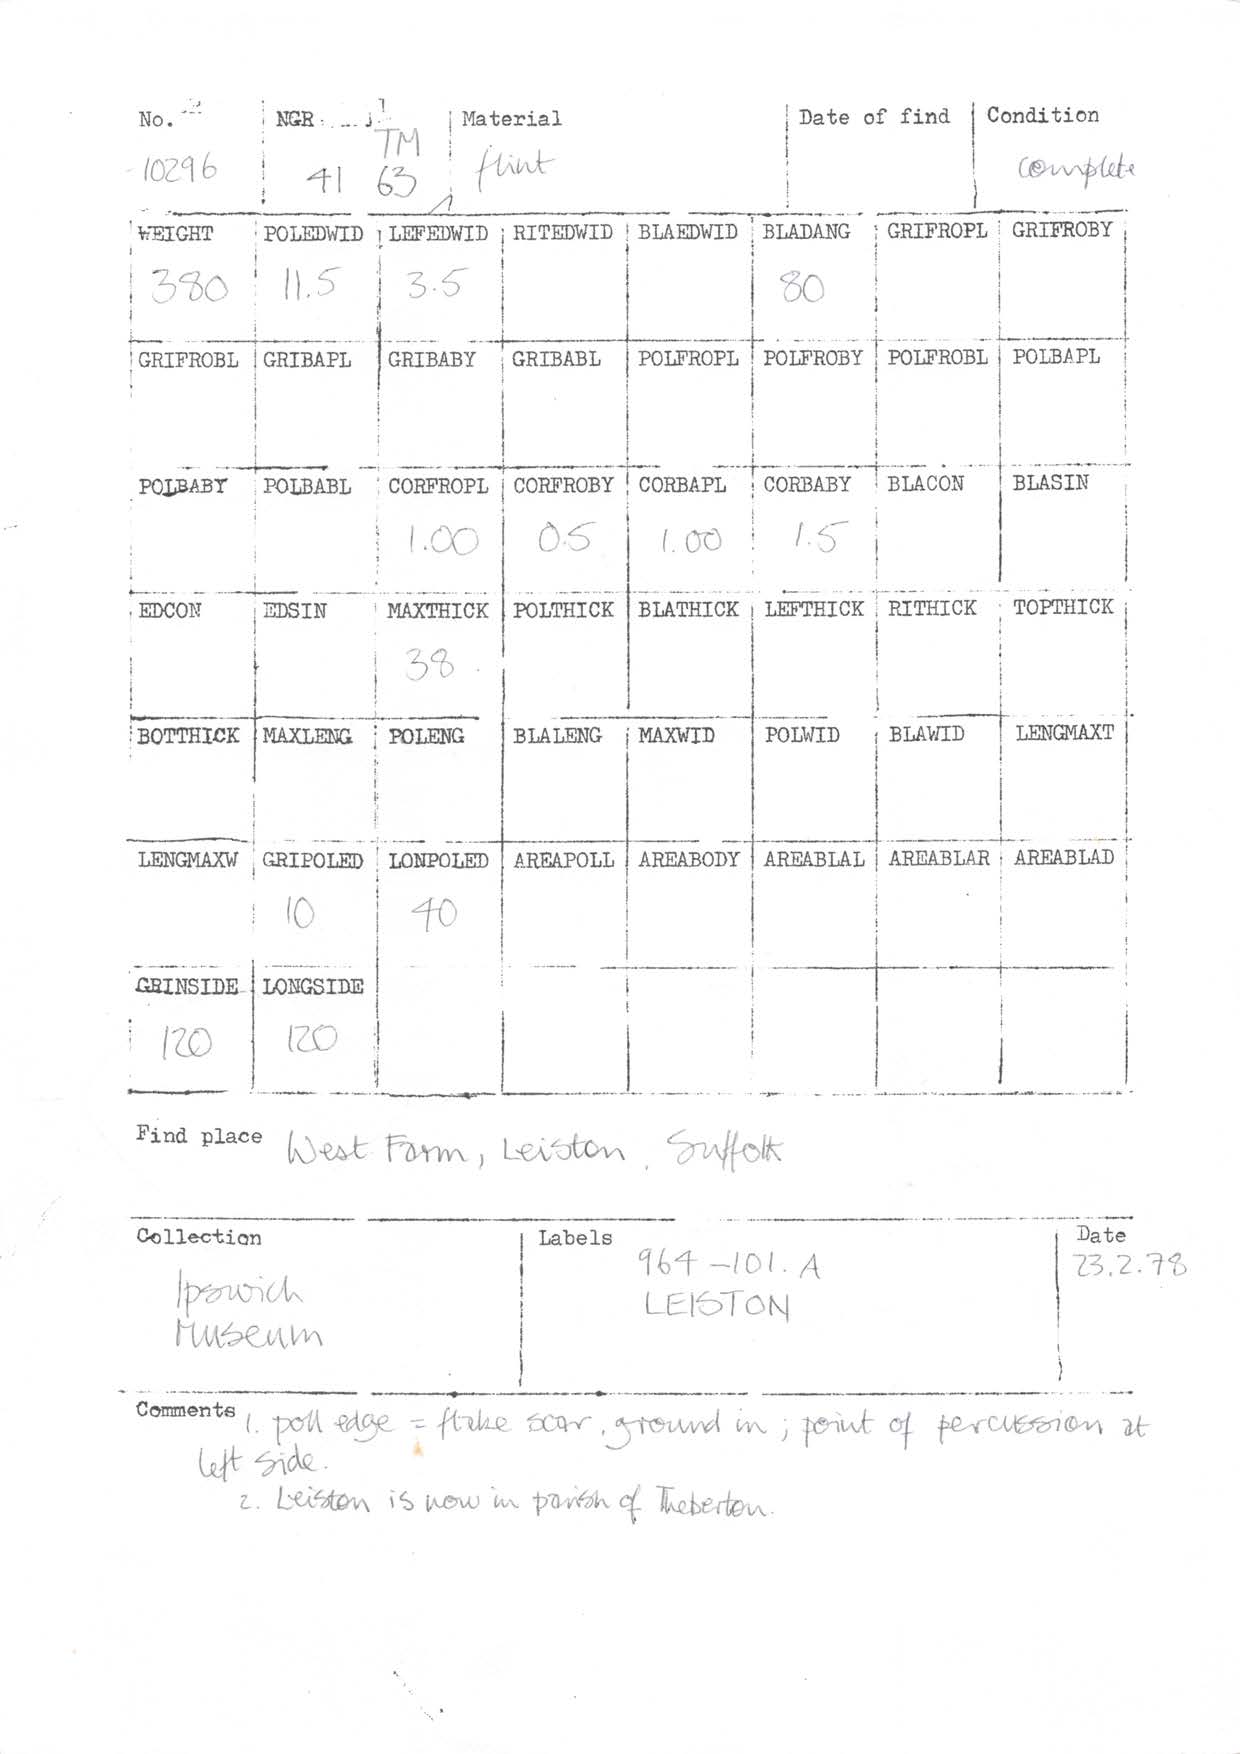 No. NGR Material Date of find Condition
TM
10296 41 63 flint complete
WEIGHT POLEDWID LEFEDWID RITEDWID BLAEDWID BLADANG GRIFROPL GRIFROBY
380 11.5 3.5 80
GRIFROBL GRIBAPL GRIBABY GRIBABL POLFROPL POLFROBY POLFROBL POLBAPL
POLBABY POLBABL CORFROPL CORFROBY CORBAPL CORBABY BLACON BLASIN
1.00 0.5 1.00 1.5
EDCON EDSIN MAXTHICK POLTHICK BLATHICK LEFTHICK RITHICK TOPTHICK
38
BOTTHICK MAXLENG POLENG BLALENG MAXWID POLWID BLAWID LENGMAXT
LENGMAXW GRIPOLED LONPOLED AREAPOLL AREABODY AREABLAL AREABLAR AREABLAD
10 40
GRINSIDE LONGSIDE
120 120
Find place West Farm, Leiston, Suffolk
Collection Labels Date
964-101.A 23.2.78
Ipswich LEISTON
Museum
Comments 1. poll edge = flake scar, ground in; point of percussion at
left side.
2. Leiston is now in parish of Theberton.